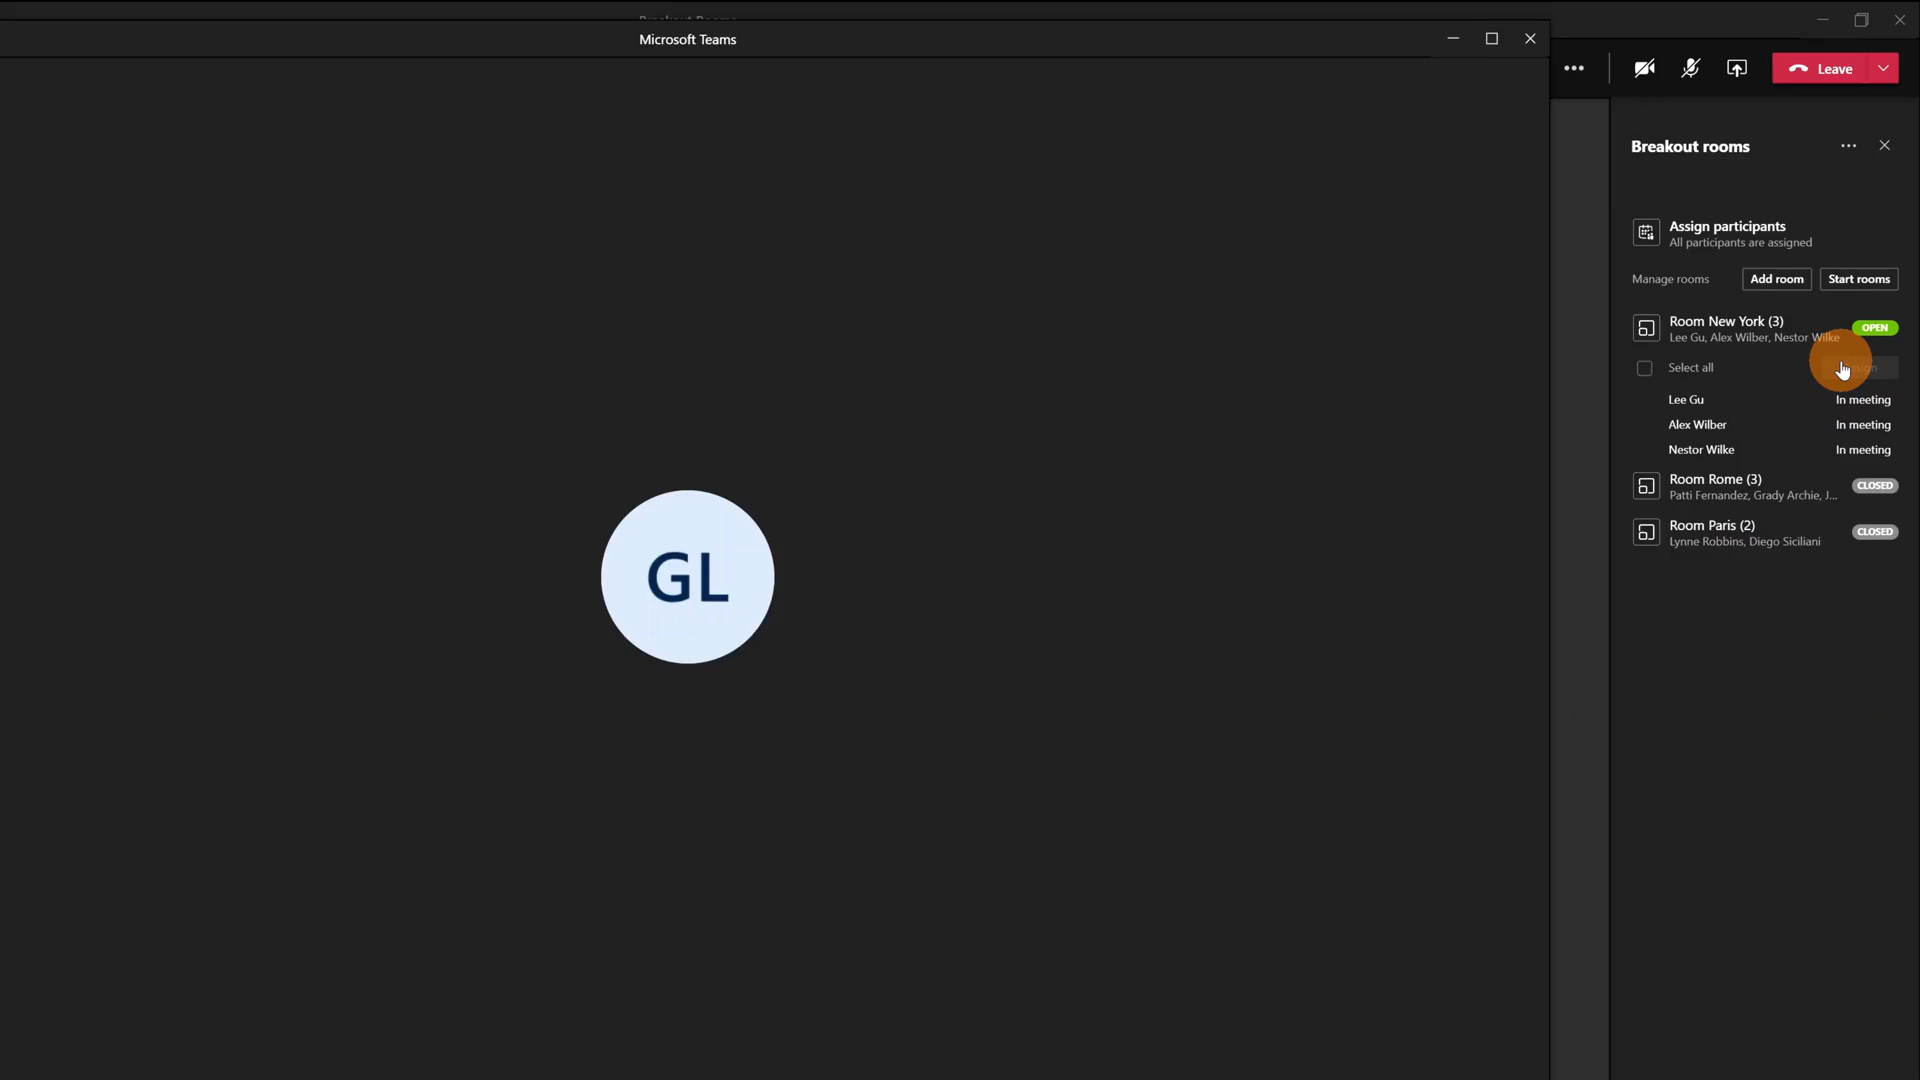 Microsoft Teams
Leave
Breakout rooms
Assign participants
All participants are assigned
Manage rooms
Add room
Start rooms
Room New York (3)
OPEN
Lee Gu, Alex Wilber, Nestor Wilke
Select all
Lee Gu
In meeting
Alex Wilber
In meeting
Nestor Wilke
In meeting
Room Rome (3)
Patti Fernandez, Grady Archie, J...
CLOSED
Room Paris (2)
Lynne Robbins, Diego Siciliani
CLOSED
GL